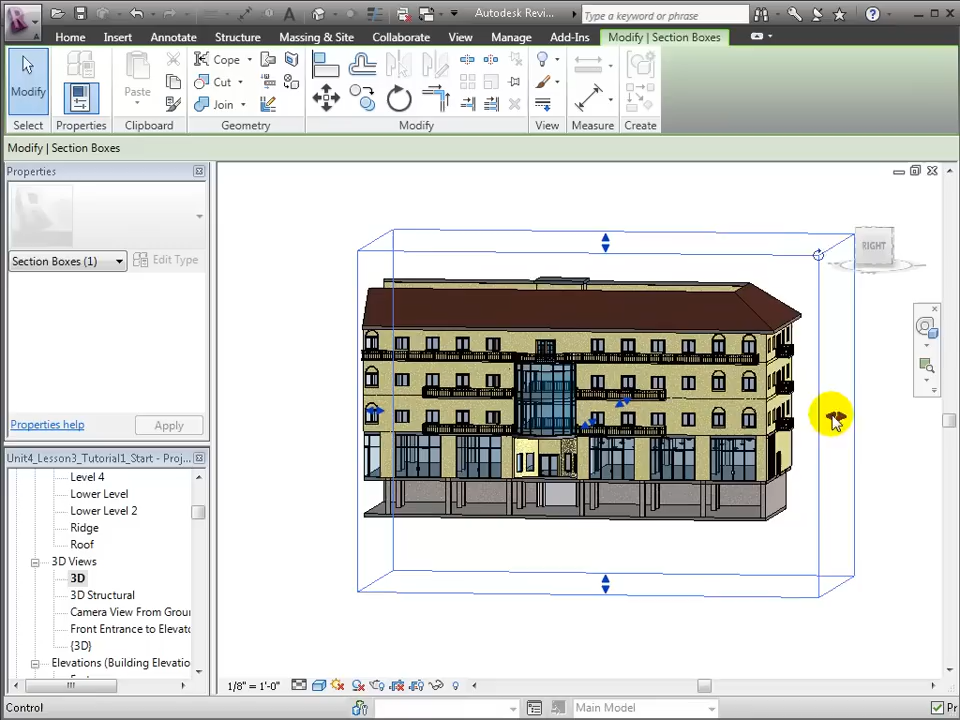 Autodesk Revi...
Type a keyword or phrase
Home Insert Annotate Structure Massing & Site Collaborate View Manage Add-Ins Modify | Section Boxes
Modify
Paste
Cope
Cut
Join
Select Properties Clipboard Geometry Modify View Measure Create
Modify | Section Boxes
Properties
Section Boxes (1)
Edit Type
Properties help
Apply
Unit4_Lesson3_Tutorial1_Start - Proj...
Level 4
Lower Level
Lower Level 2
Ridge
Roof
3D Views
3D
3D Structural
Camera View From Groun
Front Entrance to Elevato
{3D}
Elevations (Building Elevatio
RIGHT
1/8" = 1'-0"
Control
Main Model
Pr